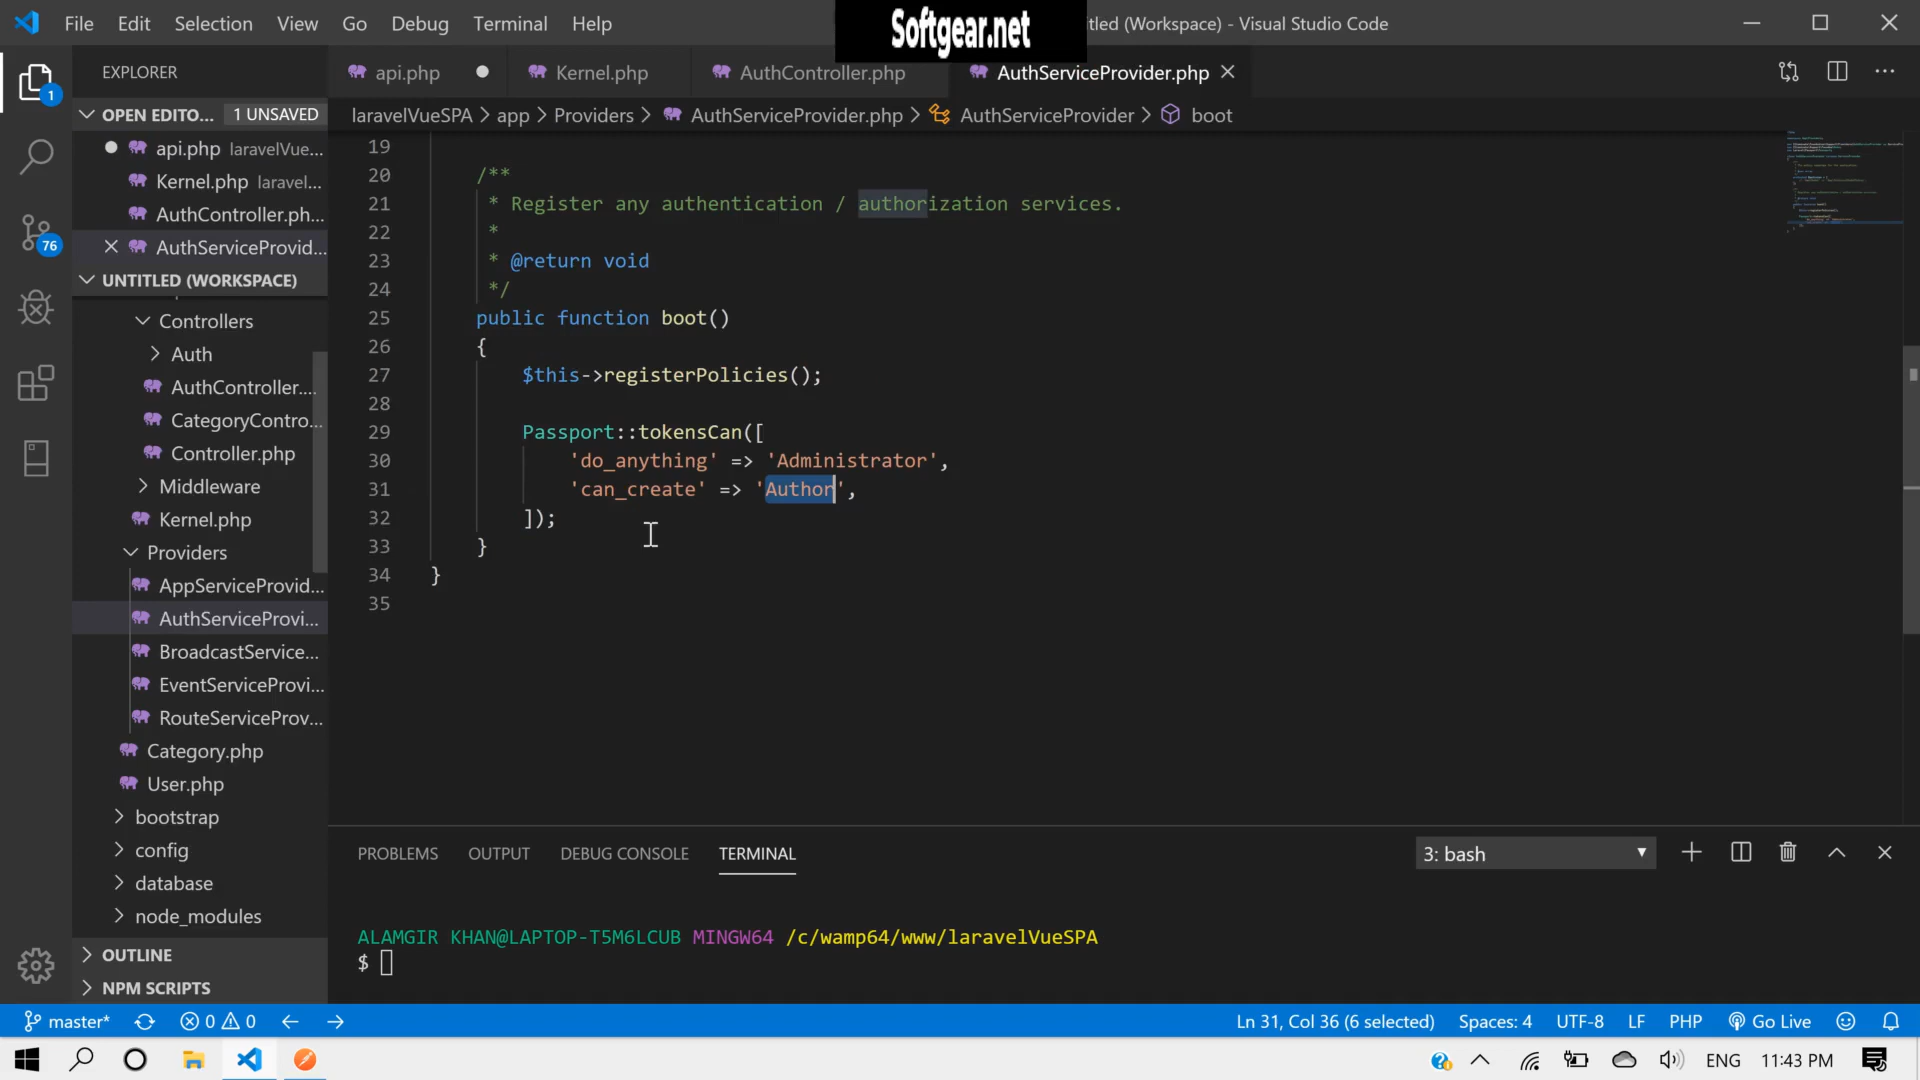 File Edit Selection View Go Debug Terminal Help
Softgear.net
tled (Workspace) - Visual Studio Code
EXPLORER
api.php
Kernel.php
AuthController.php
AuthServiceProvider.php
OPEN EDITO... 1 UNSAVED
laravelVueSPA > app > Providers > AuthServiceProvider.php > AuthServiceProvider > boot
api.php laravelVue...
Kernel.php laravel...
AuthController.ph...
AuthServiceProvid...
UNTITLED (WORKSPACE)
Controllers
Auth
AuthController....
CategoryContro...
Controller.php
Middleware
Kernel.php
Providers
AppServiceProvid...
AuthServiceProvi...
BroadcastService...
EventServiceProvi...
RouteServiceProv...
Category.php
User.php
bootstrap
config
database
node_modules
OUTLINE
NPM SCRIPTS
1
76
19
20 /**
21 * Register any authentication / authorization services.
22 *
23 * @return void
24 */
25 public function boot()
26 {
27 $this->registerPolicies();
28
29 Passport::tokensCan([
30 'do_anything' => 'Administrator',
31 'can_create' => 'Author',
32 ]);
33 }
34 }
35
PROBLEMS OUTPUT DEBUG CONSOLE TERMINAL
3: bash
ALAMGIR KHAN@LAPTOP-T5M6LCUB MINGW64 /c/wamp64/www/laravelVueSPA
$
master* 0 0
Ln 31, Col 36 (6 selected) Spaces: 4 UTF-8 LF PHP Go Live
ENG 11:43 PM